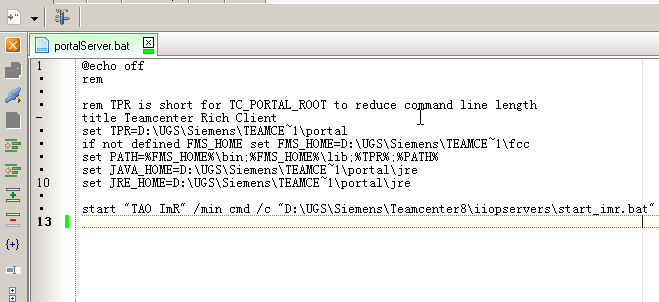 portalServer.bat
1 @echo off
rem
rem TPR is short for TC_PORTAL_ROOT to reduce command line length
title Teamcenter Rich Client
set TPR=D:\UGS\Siemens\TEAMCE~1\portal
if not defined FMS_HOME set FMS_HOME=D:\UGS\Siemens\TEAMCE~1\fcc
set PATH=%FMS_HOME%\bin;%FMS_HOME%\lib;%TPR%;%PATH%
set JAVA_HOME=D:\UGS\Siemens\TEAMCE~1\portal\jre
10 set JRE_HOME=D:\UGS\Siemens\TEAMCE~1\portal\jre
start "TAO ImR" /min cmd /c "D:\UGS\Siemens\Teamcenter8\iiopservers\start_imr.bat"
13